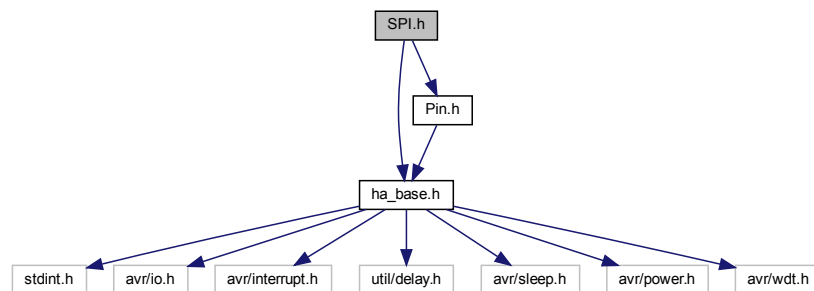 SPI.h
Pin.h
ha_base.h
stdint.h
avr/io.h
avr/interrupt.h
util/delay.h
avr/sleep.h
avr/power.h
avr/wdt.h